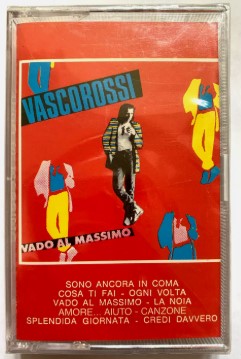 VASCOROSSI
VADO AL MASSIMO
SONO ANCORA IN COMA
COSA TI FAI - OGNI VOLTA
VADO AL MASSIMO - LA NOIA
AMORE... AIUTO - CANZONE
SPLENDIDA GIORNATA - CREDI DAVVERO